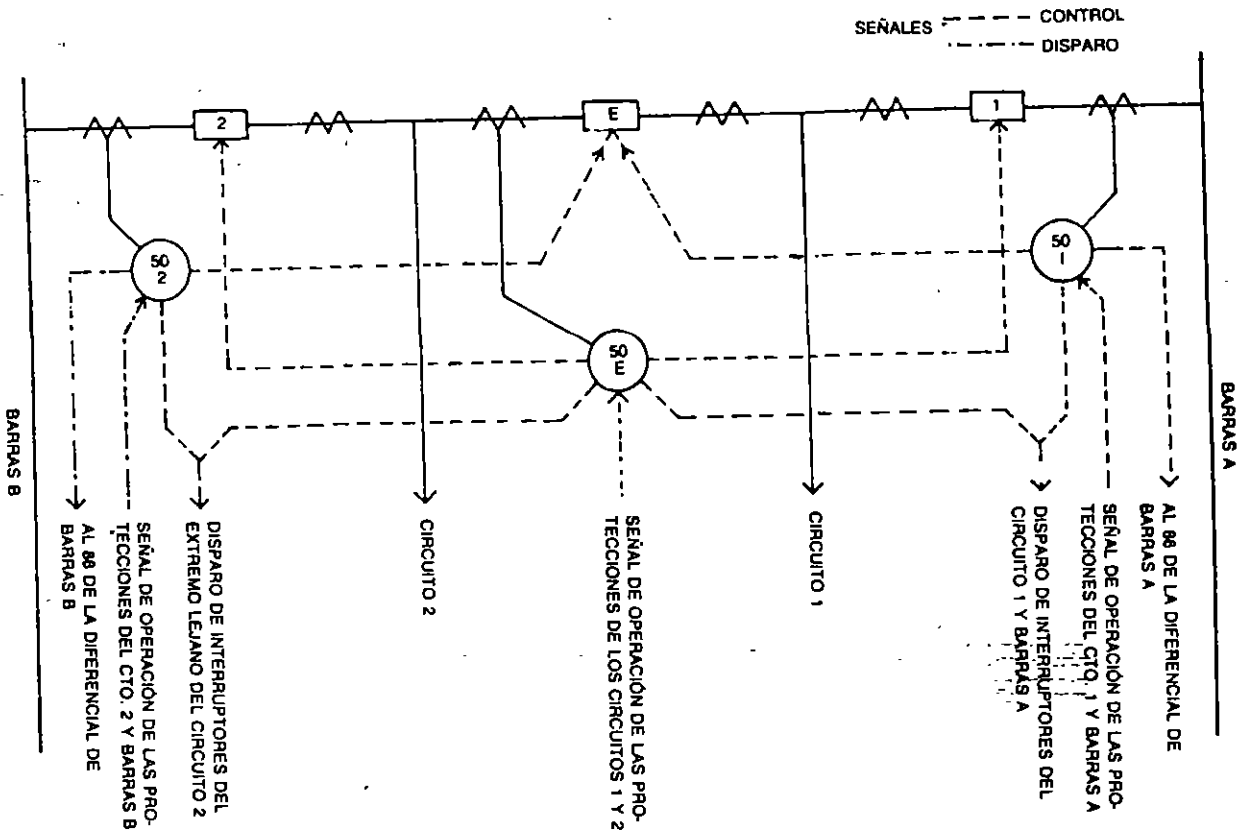 SEÑALES
CONTROL
DISPARO
2
E
1
50
2
50
E
50
I
BARRAS B
AL 86 DE LA DIFERENCIAL DE
BARRAS B
SEÑAL DE OPERACIÓN DE LAS PRO-
TECCIONES DEL CTO. 2 Y BARRAS B
DISPARO DE INTERRUPTORES DEL
EXTREMO LEJANO DEL CIRCUITO 2
CIRCUITO 2
SEÑAL DE OPERACIÓN DE LAS PRO-
TECCIONES DE LOS CIRCUITOS 1 Y 2
CIRCUITO 1
DISPARO DE INTERRUPTORES DEL
CIRCUITO 1 Y BARRAS A
SEÑAL DE OPERACIÓN DE LAS PRO-
TECCIONES DEL CTO. 1 Y BARRAS A
AL 86 DE LA DIFERENCIAL DE
BARRAS A
BARRAS A